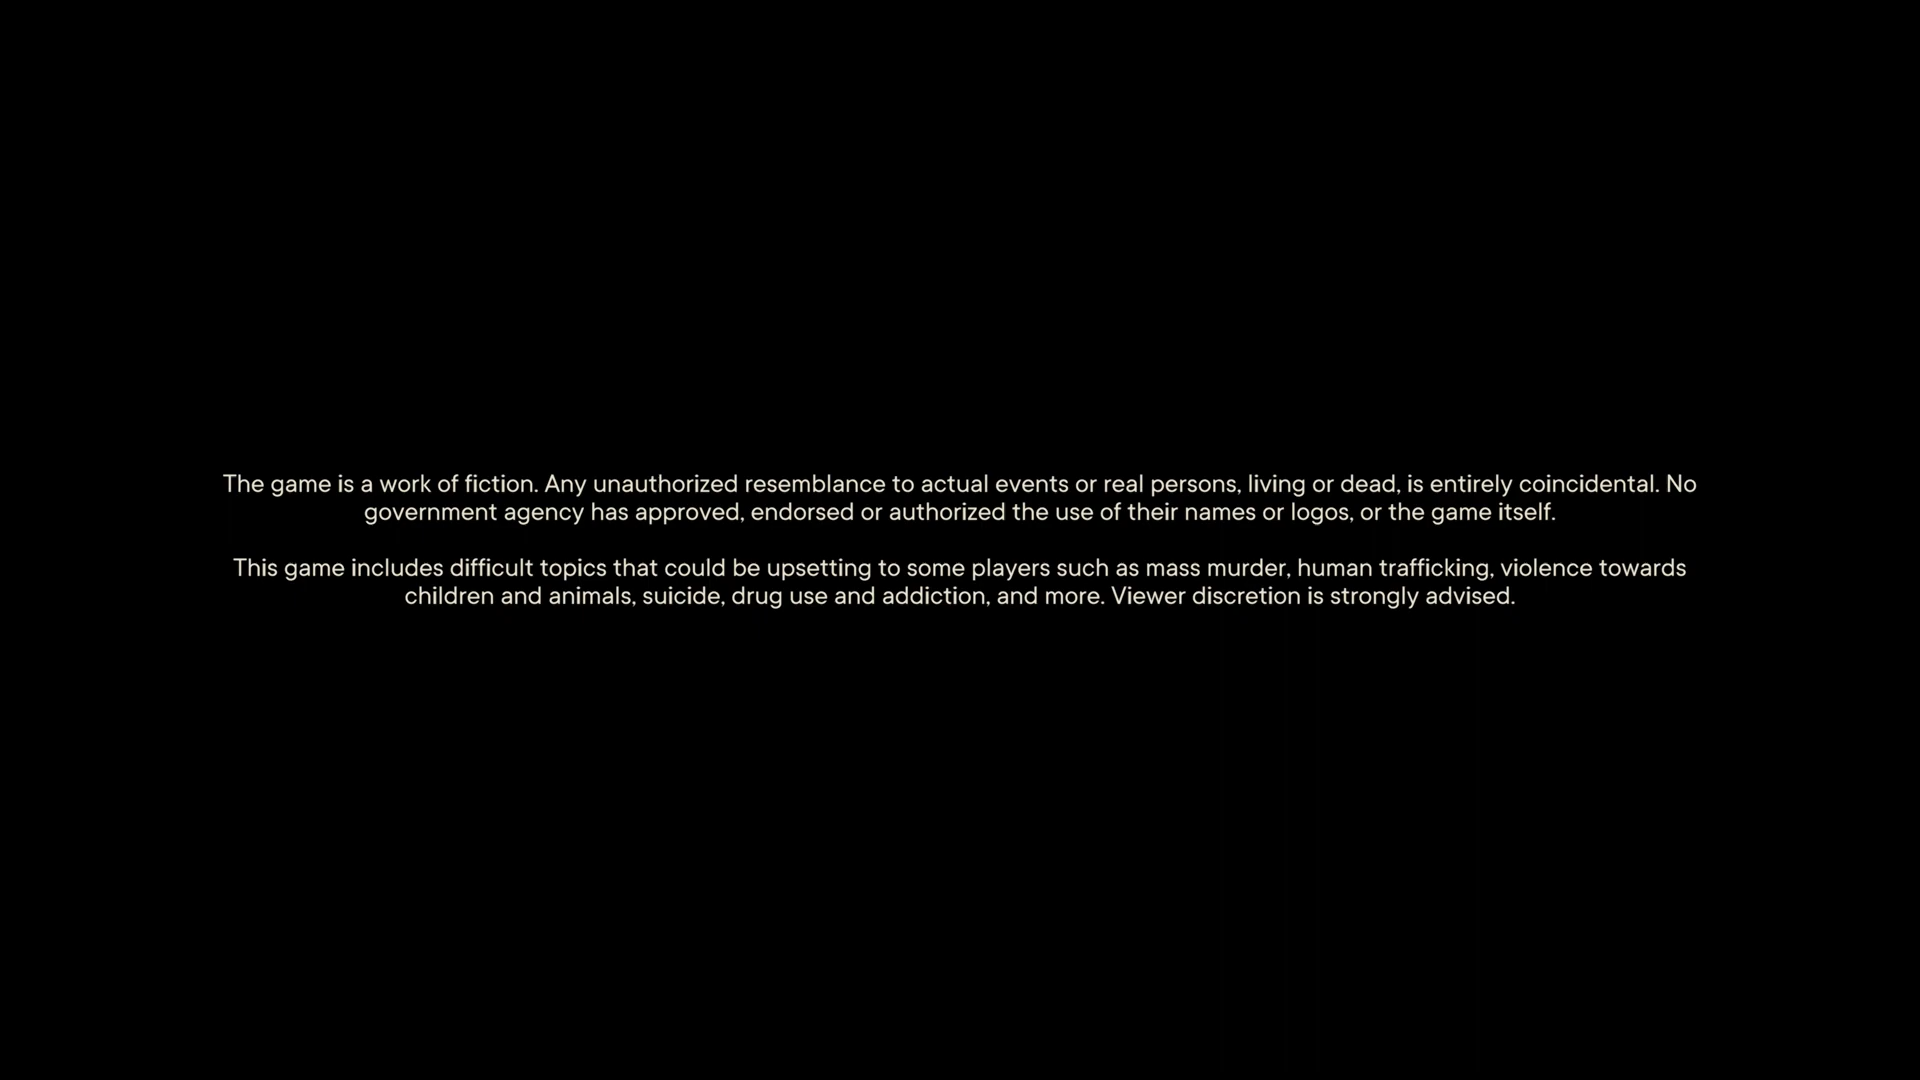 The game is a work of fiction. Any unauthorized resemblance to actual events or real persons, living or dead, is entirely coincidental. No
government agency has approved, endorsed or authorized the use of their names or logos, or the game itself.
This game includes difficult topics that could be upsetting to some players such as mass murder, human trafficking, violence towards
children and animals, suicide, drug use and addiction, and more. Viewer discretion is strongly advised.